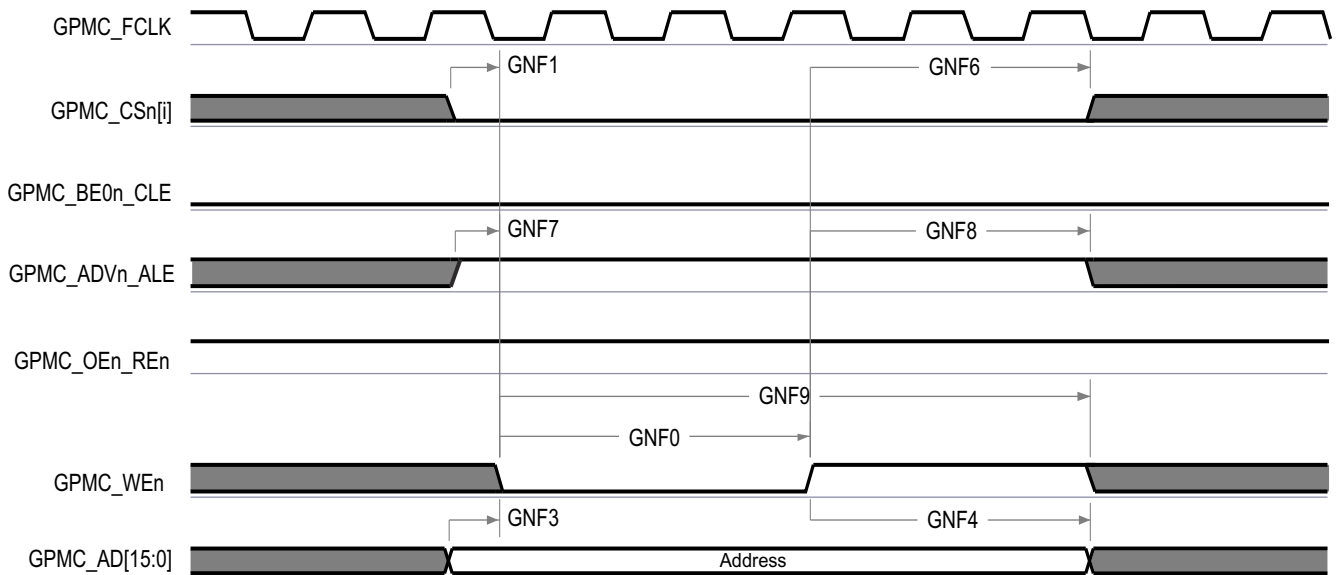 GPMC_FCLK
GNF1
GNF6
GPMC_CSn[i]
GPMC_BE0n_CLE
GNF7
GNF8
GPMC_ADVn_ALE
GPMC_OEn_REn
GNF9
GNF0
GPMC_WEn
GNF3
GNF4
GPMC_AD[15:0]
Address